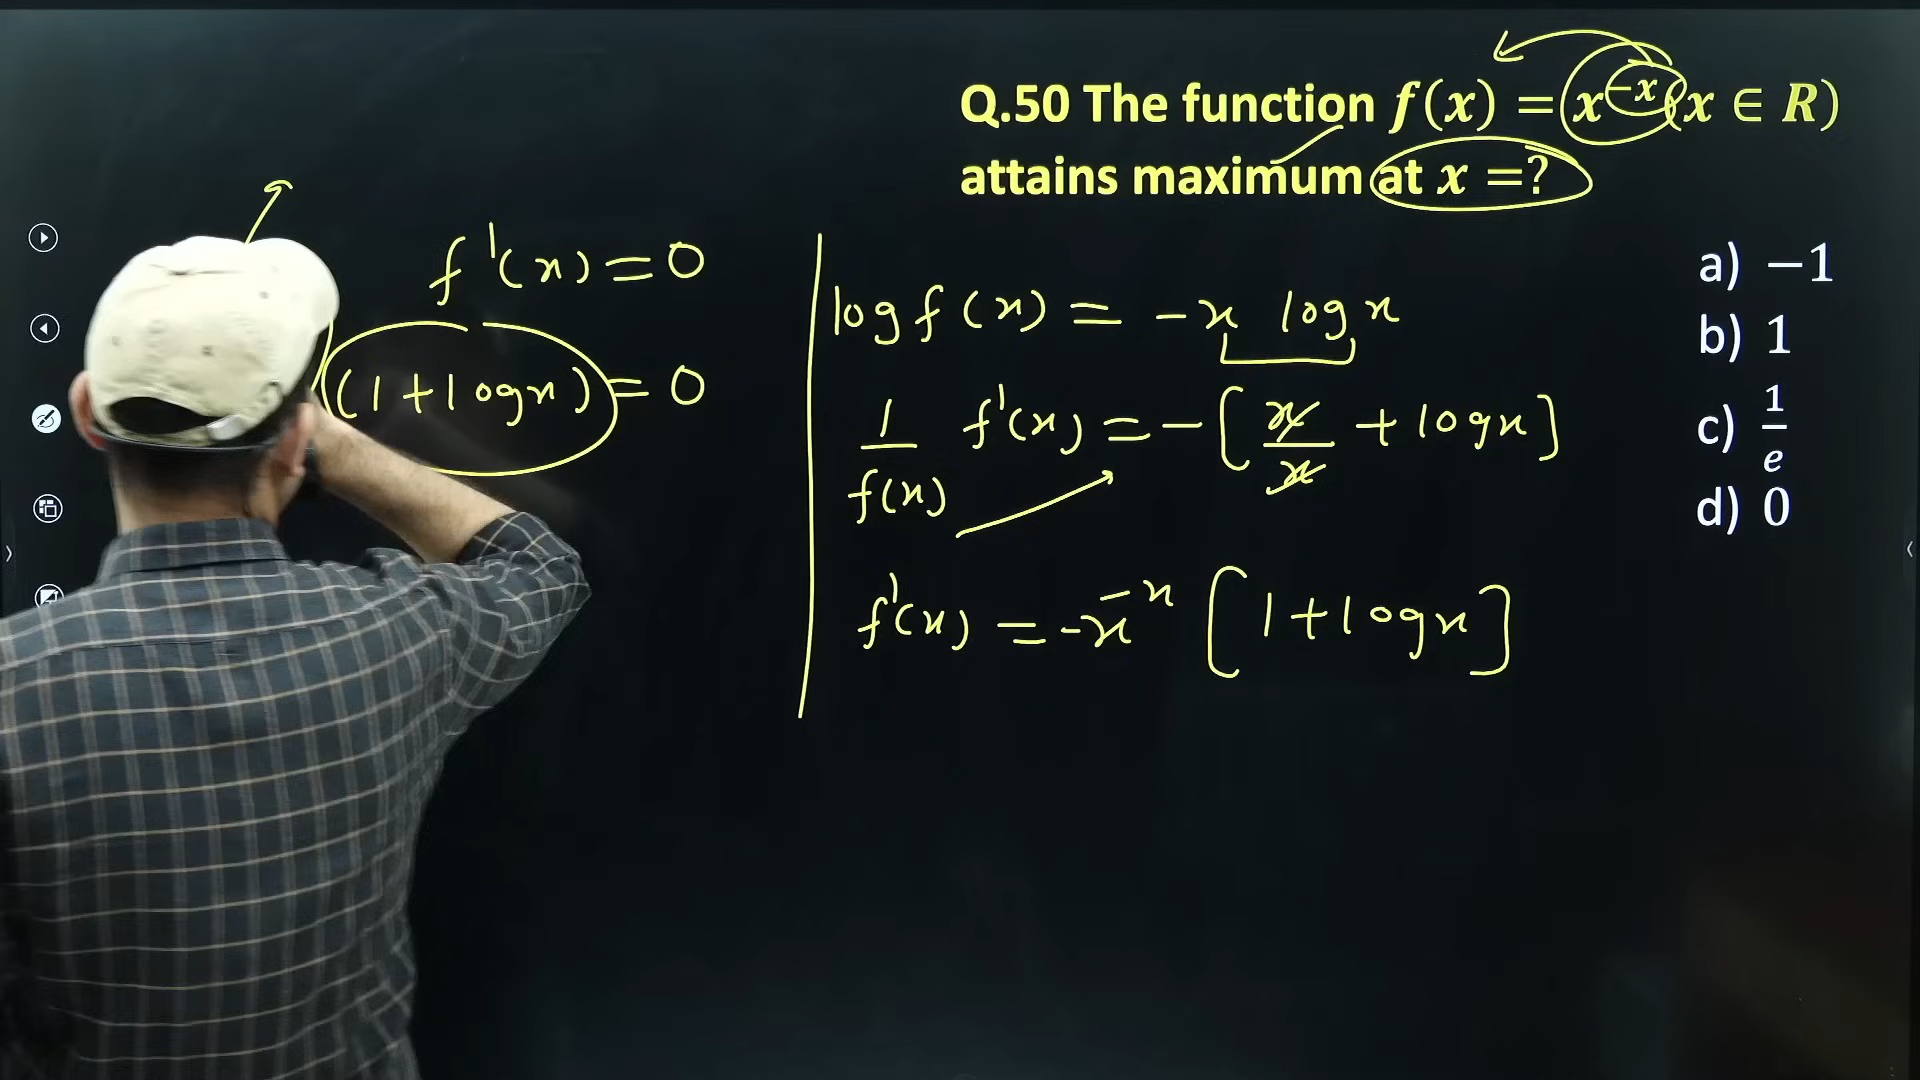 Q.50 The function f(x) = x^{-x} (x ∈ R)
attains maximum at x =?
f'(x) = 0
(1 + log x) = 0
log f(x) = -x log x
1/f(x) f'(x) = -[x/x + log x]
f'(x) = -x^{-x} [1 + log x]
a) −1
b) 1
c) 1/e
d) 0